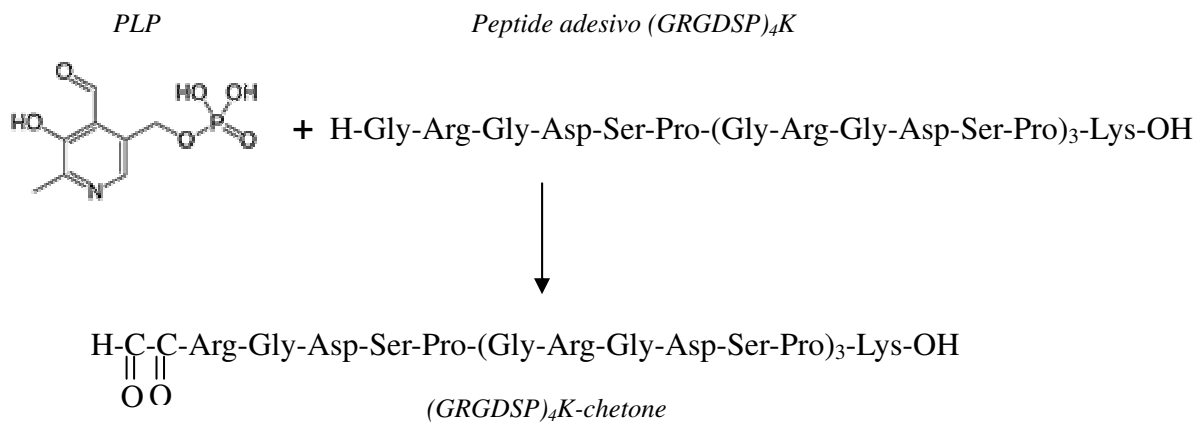 PLP
Peptide adesivo (GRGDSP)₄K
O
HO
HO OH
O P O
N
+ H-Gly-Arg-Gly-Asp-Ser-Pro-(Gly-Arg-Gly-Asp-Ser-Pro)₃-Lys-OH
H-C-C-Arg-Gly-Asp-Ser-Pro-(Gly-Arg-Gly-Asp-Ser-Pro)₃-Lys-OH
O O
(GRGDSP)₄K-chetone